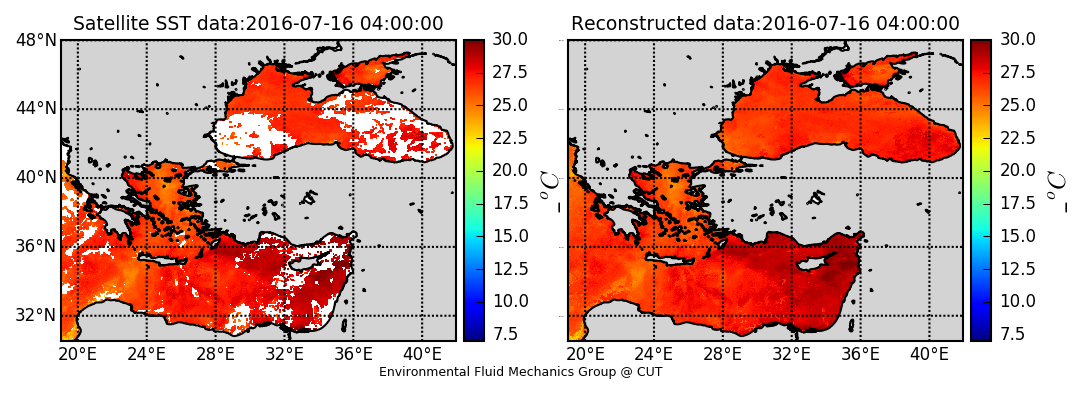 Satellite SST data:2016-07-16 04:00:00
Reconstructed data:2016-07-16 04:00:00
48°N
44°N
40°N
36°N
32°N
20°E 24°E 28°E 32°E 36°E 40°E
30.0
27.5
25.0
22.5
20.0
17.5
15.0
12.5
10.0
7.5
_ °C
20°E 24°E 28°E 32°E 36°E 40°E
30.0
27.5
25.0
22.5
20.0
17.5
15.0
12.5
10.0
7.5
_ °C
Environmental Fluid Mechanics Group @ CUT